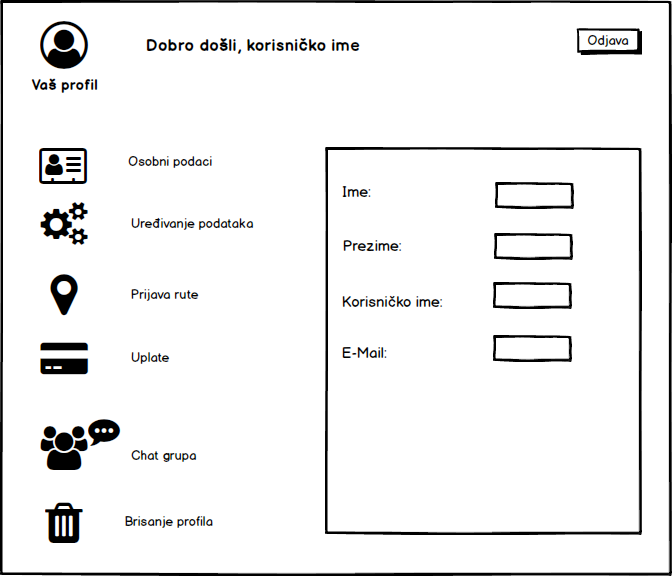 Dobro došli, korisničko ime
Odjava
Vaš profil
Osobni podaci
Uređivanje podataka
Prijava rute
Uplate
Chat grupa
Brisanje profila
Ime:
Prezime:
Korisničko ime:
E-Mail: